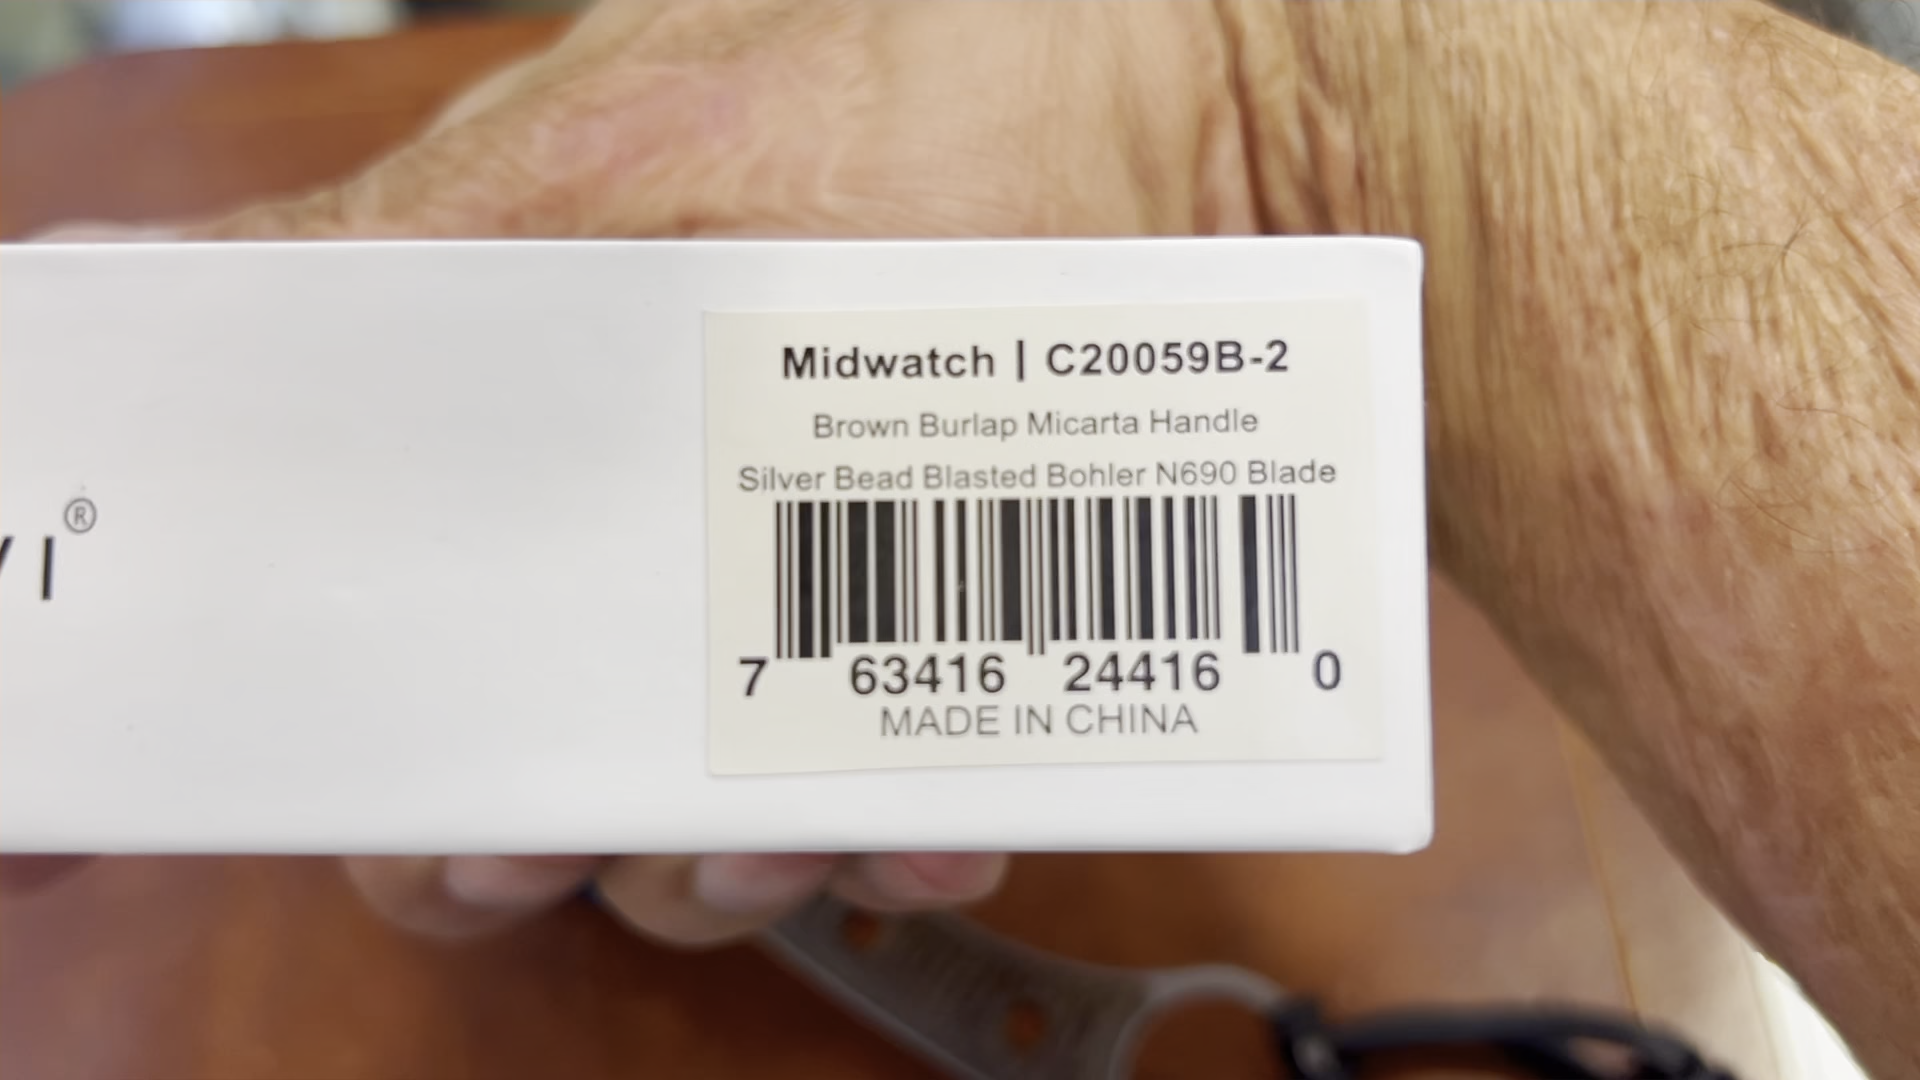 Midwatch | C20059B-2
Brown Burlap Micarta Handle
Silver Bead Blasted Bohler N690 Blade
7 63416 24416 0
MADE IN CHINA
VI®